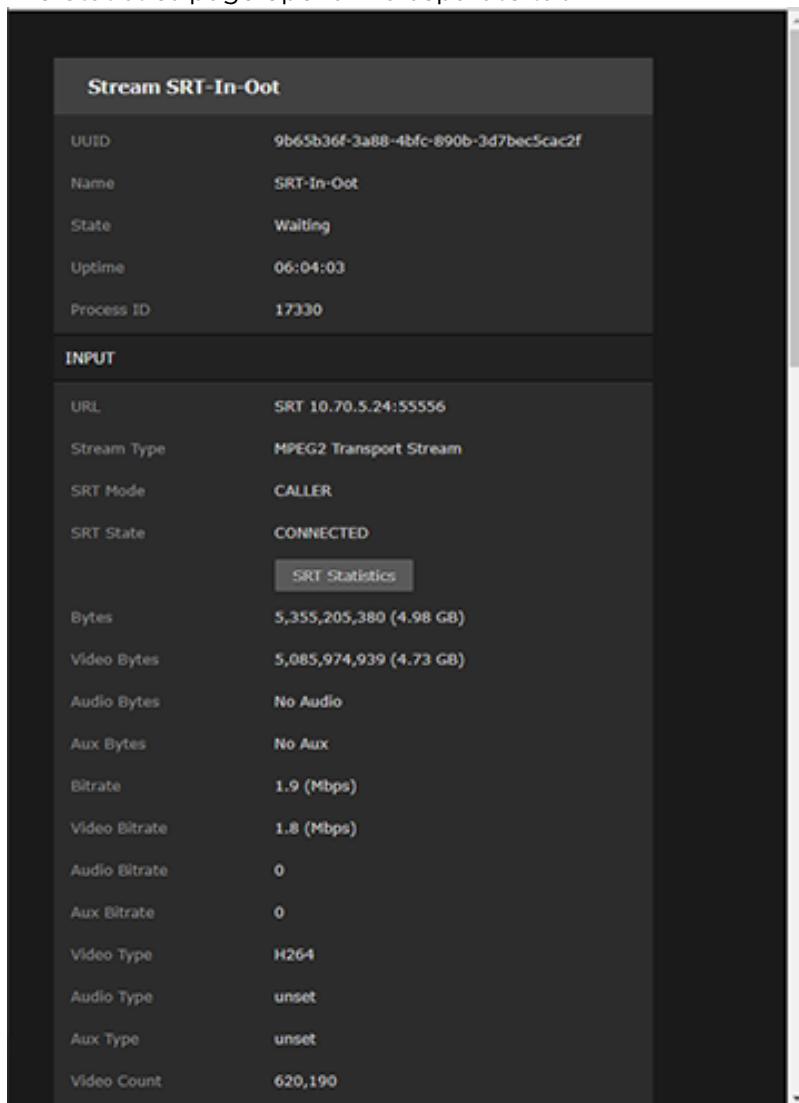 Stream SRT-In-Oot
UUID 9b65b36f-3a88-4bfc-890b-3d7bec5cac2f
Name SRT-In-Oot
State Waiting
Uptime 06:04:03
Process ID 17330
INPUT
URL SRT 10.70.5.24:55556
Stream Type MPEG2 Transport Stream
SRT Mode CALLER
SRT State CONNECTED
SRT Statistics
Bytes 5,355,205,380 (4.98 GB)
Video Bytes 5,085,974,939 (4.73 GB)
Audio Bytes No Audio
Aux Bytes No Aux
Bitrate 1.9 (Mbps)
Video Bitrate 1.8 (Mbps)
Audio Bitrate 0
Aux Bitrate 0
Video Type H264
Audio Type unset
Aux Type unset
Video Count 620,190